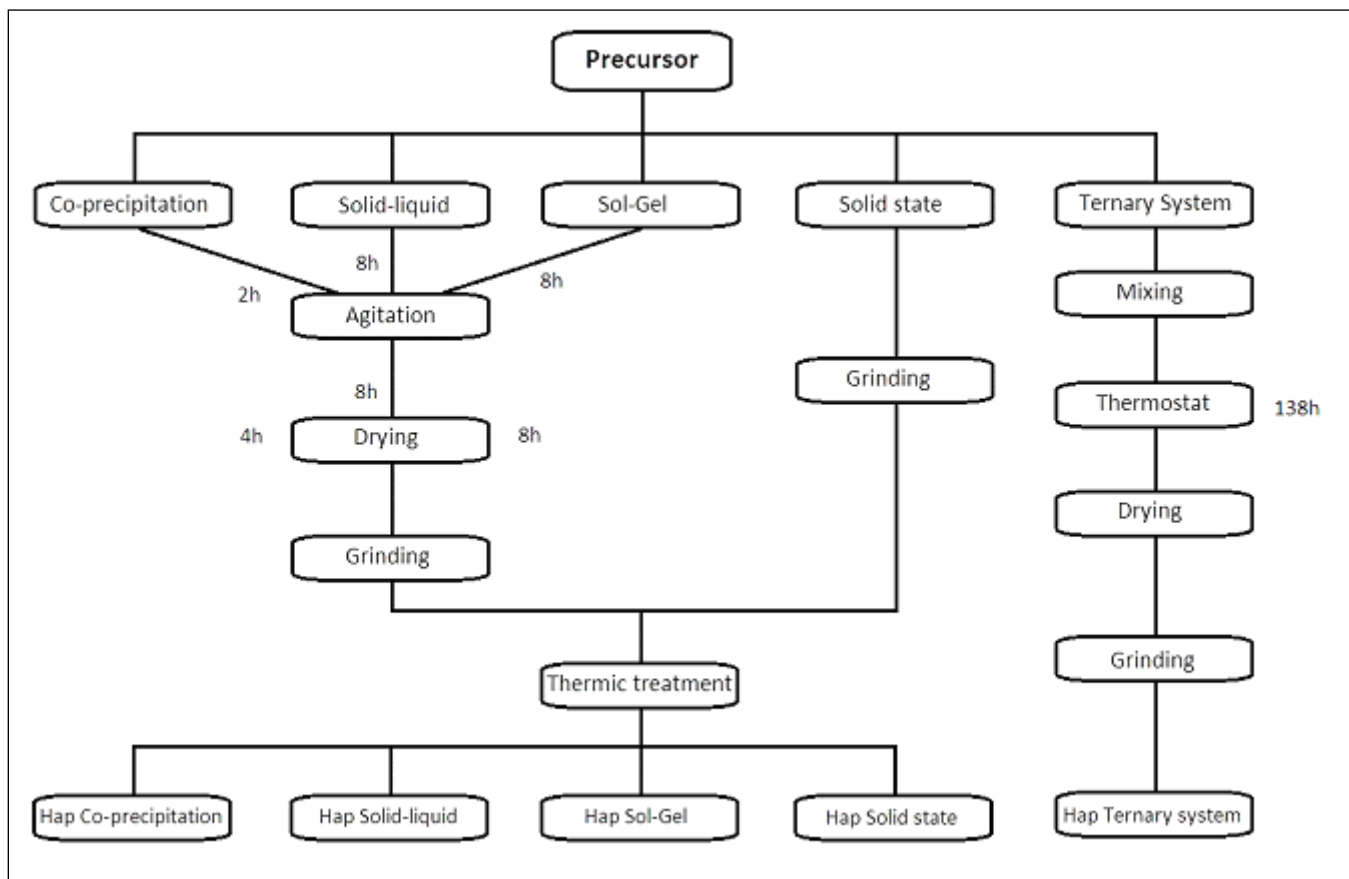 Precursor
Co-precipitation
Solid-liquid
Sol-Gel
Solid state
Ternary System
8h
8h
2h
Agitation
Mixing
8h
Grinding
Thermostat
138h
4h
Drying
8h
Drying
Grinding
Grinding
Thermic treatment
Hap Co-precipitation
Hap Solid-liquid
Hap Sol-Gel
Hap Solid state
Hap Ternary system